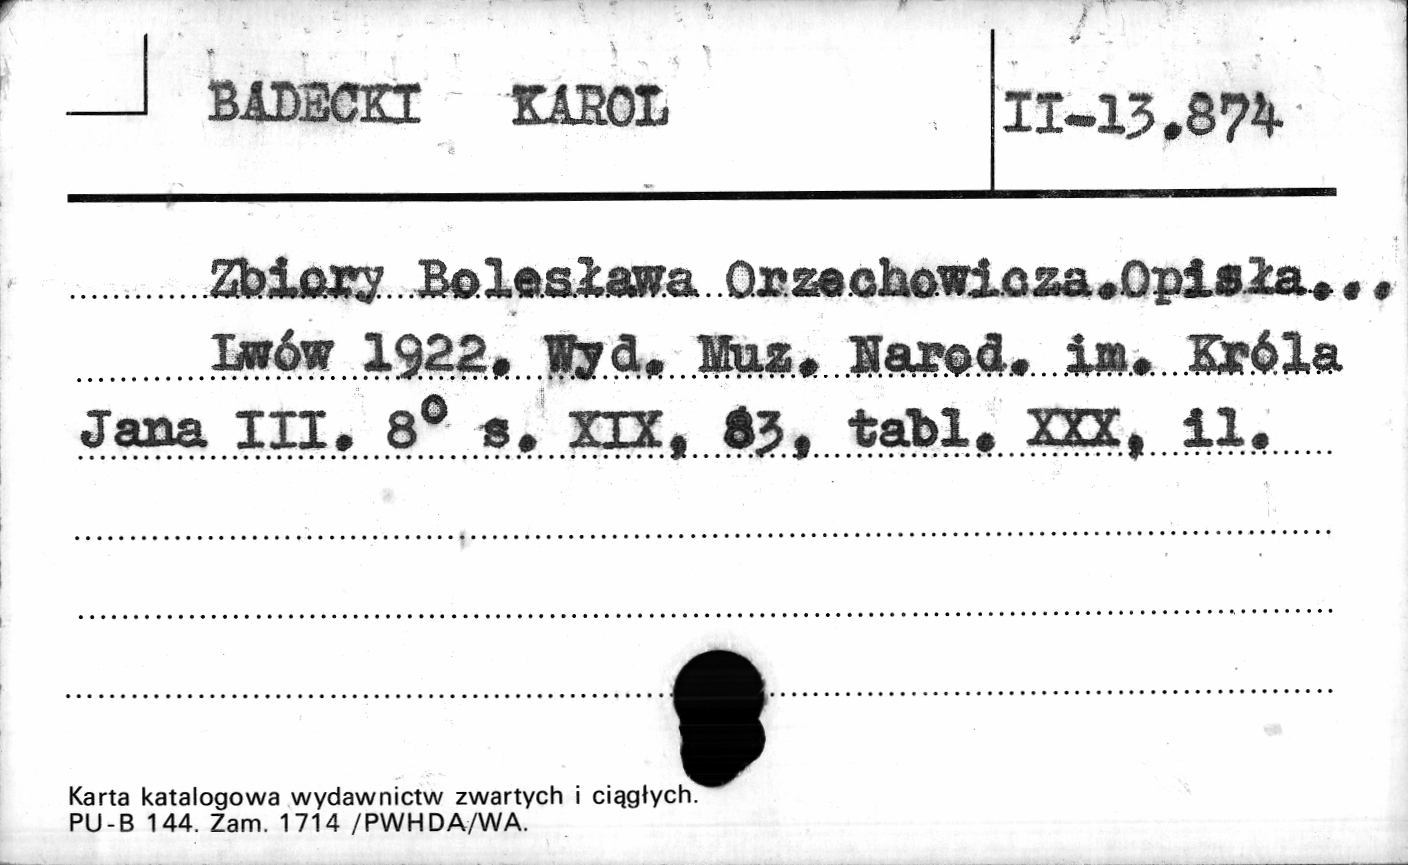 BADECKI KAROL II-13.874
Zbiory Bolesława Orzechowicza.Opisła...
Lwów 1922. Wyd. Muz. Narod. im. Króla
Jana III. 8° s. XIX, 83, tabl. XXX, il.
Karta katalogowa wydawnictw zwartych i ciągłych.
PU-B 144. Zam. 1714 /PWHDA/WA.